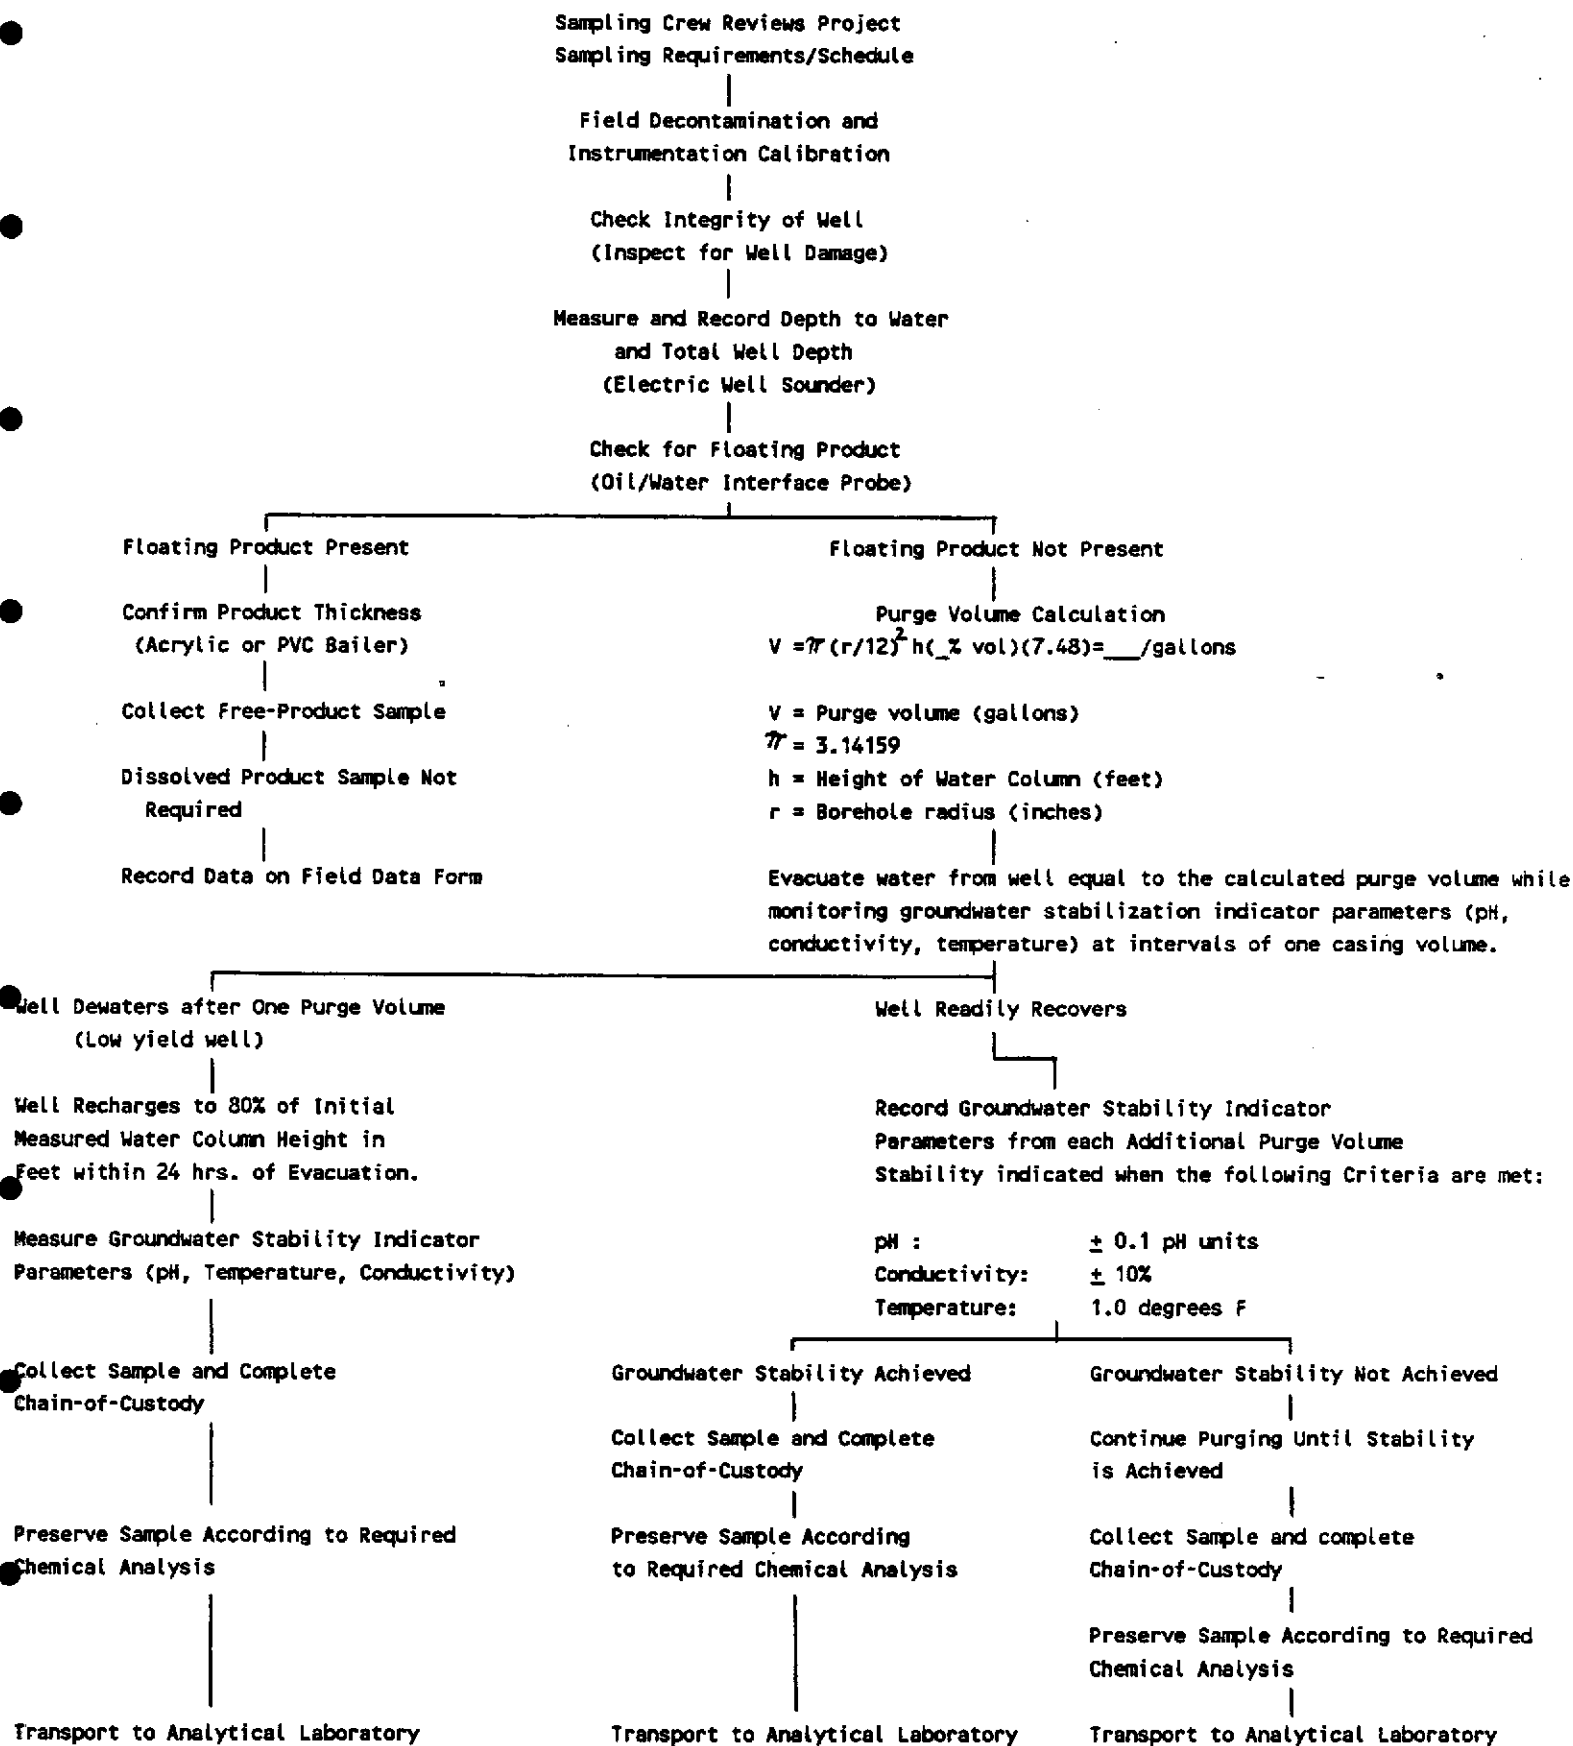 Sampling Crew Reviews Project
Sampling Requirements/Schedule
Field Decontamination and
Instrumentation Calibration
Check Integrity of Well
(Inspect for Well Damage)
Measure and Record Depth to Water
and Total Well Depth
(Electric Well Sounder)
Check for Floating Product
(Oil/Water Interface Probe)
Floating Product Present
Confirm Product Thickness
(Acrylic or PVC Bailer)
Collect Free-Product Sample
Dissolved Product Sample Not
Required
Record Data on Field Data Form
Floating Product Not Present
Purge Volume Calculation
V =π(r/12)² h(_% vol)(7.48)=___/gallons
V = Purge volume (gallons)
π = 3.14159
h = Height of Water Column (feet)
r = Borehole radius (inches)
Evacuate water from well equal to the calculated purge volume while
monitoring groundwater stabilization indicator parameters (pH,
conductivity, temperature) at intervals of one casing volume.
Well Dewaters after One Purge Volume
(Low yield well)
Well Recharges to 80% of Initial
Measured Water Column Height in
Feet within 24 hrs. of Evacuation.
Measure Groundwater Stability Indicator
Parameters (pH, Temperature, Conductivity)
Collect Sample and Complete
Chain-of-Custody
Preserve Sample According to Required
Chemical Analysis
Transport to Analytical Laboratory
Well Readily Recovers
Record Groundwater Stability Indicator
Parameters from each Additional Purge Volume
Stability indicated when the following Criteria are met:
pH : ± 0.1 pH units
Conductivity: ± 10%
Temperature: 1.0 degrees F
Groundwater Stability Achieved
Collect Sample and Complete
Chain-of-Custody
Preserve Sample According
to Required Chemical Analysis
Transport to Analytical Laboratory
Groundwater Stability Not Achieved
Continue Purging Until Stability
is Achieved
Collect Sample and complete
Chain-of-Custody
Preserve Sample According to Required
Chemical Analysis
Transport to Analytical Laboratory